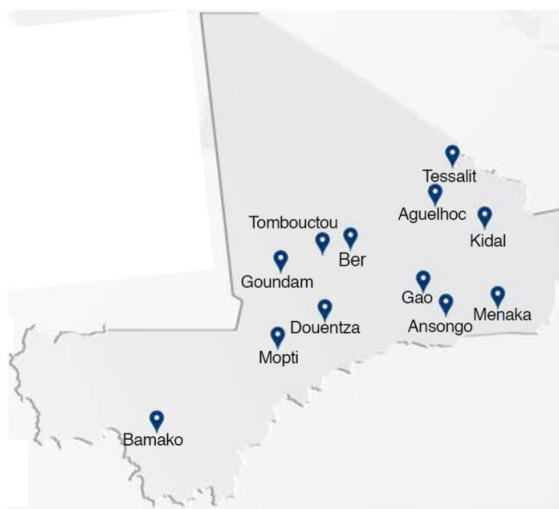 Tessalit
Aguelhoc
Tombouctou
Kidal
Ber
Goundam
Gao
Menaka
Ansongo
Douentza
Mopti
Bamako